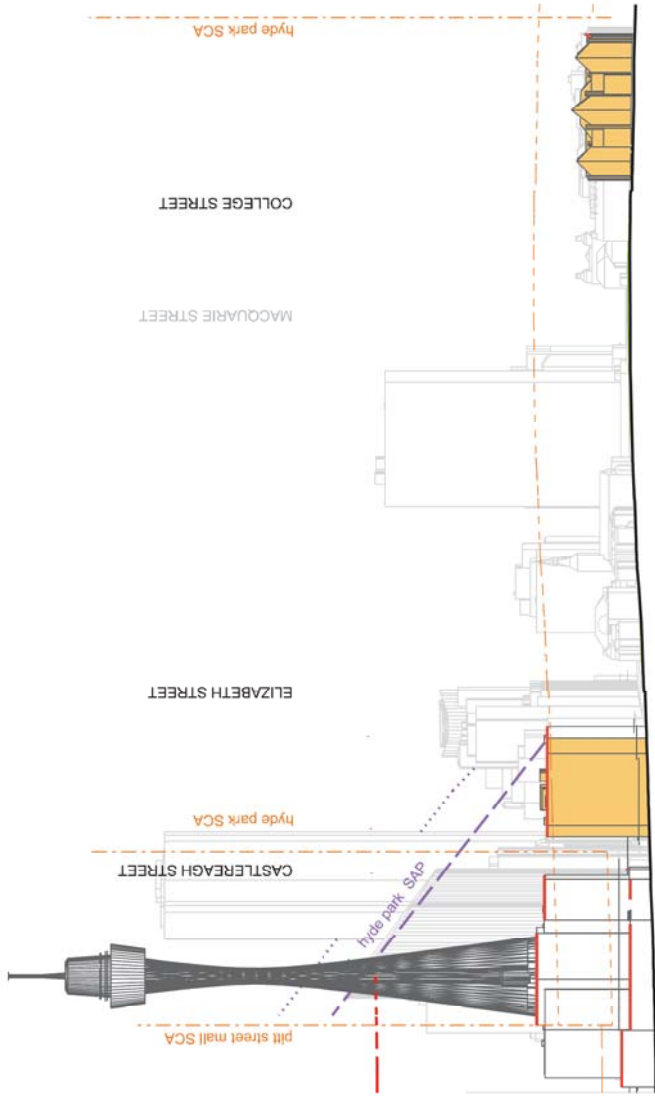 hyde park SCA
COLLEGE STREET
MACQUARIE STREET
ELIZABETH STREET
hyde park SCA
CASTLEREAGH STREET
hyde park SAP
pitt street mall SCA